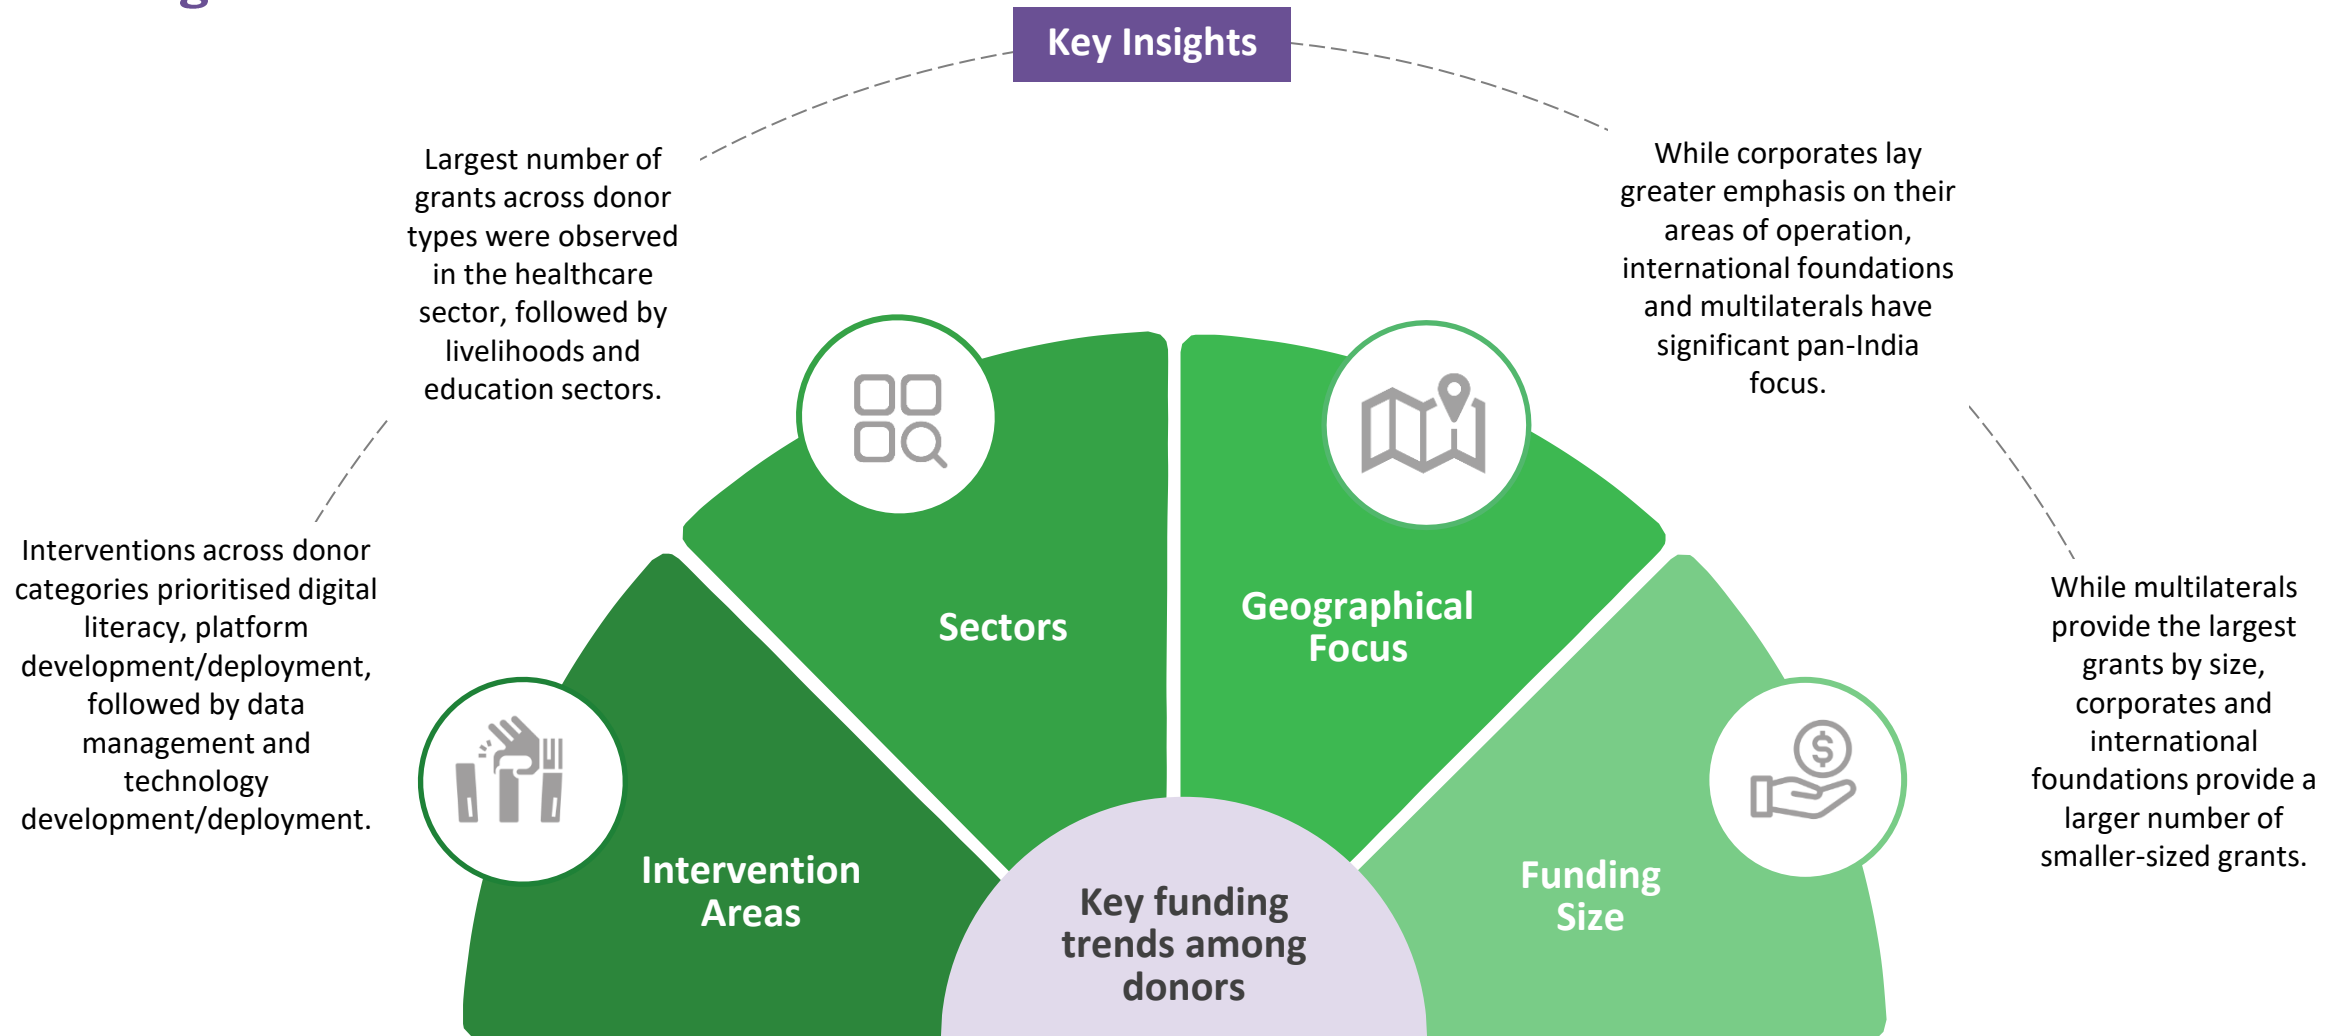 Key Insights
Largest number of
grants across donor
types were observed
in the healthcare
sector, followed by
livelihoods and
education sectors.
While corporates lay
greater emphasis on their
areas of operation,
international foundations
and multilaterals have
significant pan-India
focus.
Interventions across donor
categories prioritised digital
literacy, platform
development/deployment,
followed by data
management and
technology
development/deployment.
While multilaterals
provide the largest
grants by size,
corporates and
international
foundations provide a
larger number of
smaller-sized grants.
Sectors
Geographical
Focus
Intervention
Areas
Funding
Size
$
Key funding
trends among
donors